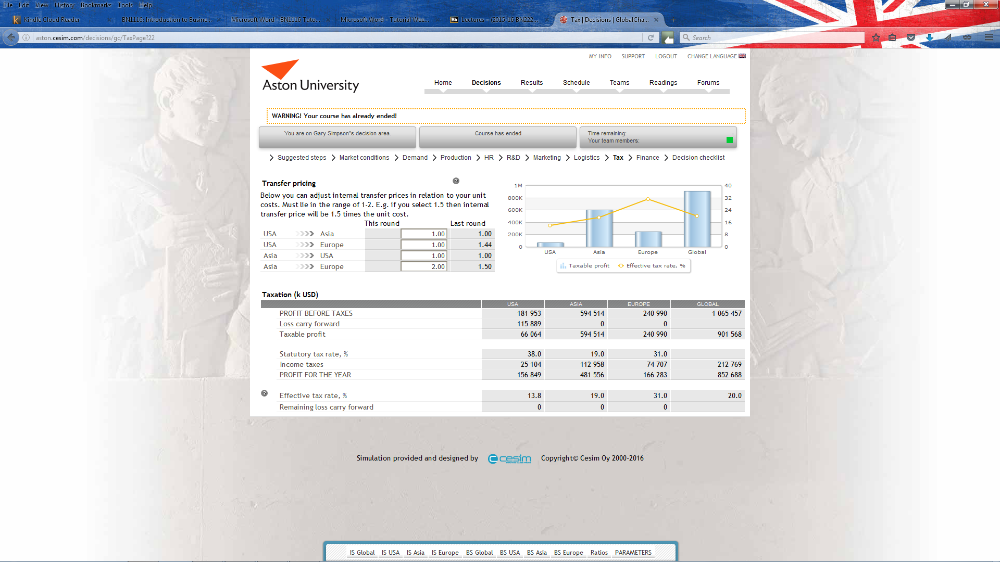 File Edit View History Bookmarks Tools Help
Kindle Cloud Reader
BN1116: Introduction to Busine...
Microsoft Word - BN1116 Tuto...
Microsoft Word - Tutorial Wee...
Bb Lectures – (2015-16 BN222...
Tax | Decisions | GlobalCha...
aston.cesim.com/decisions/gc/TaxPage?22
Search
MY INFO SUPPORT LOGOUT CHANGE LANGUAGE
Aston University
Home Decisions Results Schedule Teams Readings Forums
WARNING! Your course has already ended!
You are on Gary Simpson"s decision area.
Course has ended
Time remaining: -
Your team members:
Suggested steps Market conditions Demand Production HR R&D Marketing Logistics Tax Finance Decision checklist
Transfer pricing ?
Below you can adjust internal transfer prices in relation to your unit
costs. Must lie in the range of 1-2. E.g. if you select 1.5 then internal
transfer price will be 1.5 times the unit cost.
This round Last round
USA Asia 1.00 1.00
USA Europe 1.00 1.44
Asia USA 1.00 1.00
Asia Europe 2.00 1.50
1M 40
800K 32
600K 24
400K 16
200K 8
0 0
USA Asia Europe Global
Taxable profit Effective tax rate, %
Taxation (k USD)
USA ASIA EUROPE GLOBAL
PROFIT BEFORE TAXES 181 953 594 514 240 990 1 065 457
Loss carry forward 115 889 0 0
Taxable profit 66 064 594 514 240 990 901 568
Statutory tax rate, % 38.0 19.0 31.0
Income taxes 25 104 112 958 74 707 212 769
PROFIT FOR THE YEAR 156 849 481 556 166 283 852 688
? Effective tax rate, % 13.8 19.0 31.0 20.0
Remaining loss carry forward 0 0 0
Simulation provided and designed by cesim Copyright© Cesim Oy 2000-2016
IS Global IS USA IS Asia IS Europe BS Global BS USA BS Asia BS Europe Ratios PARAMETERS